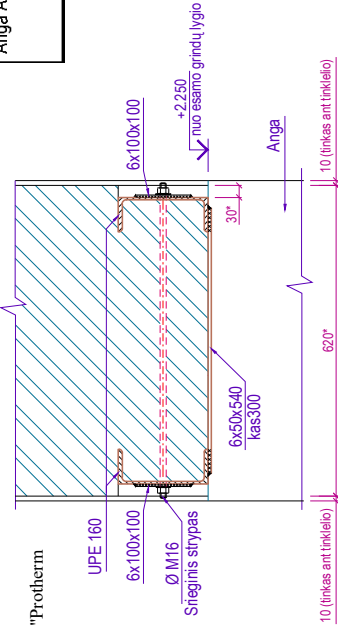 Anga A
6x100x100
+2.250
nuo esamo grindų lygio
10 (tinkas ant tinklelio)
30*
Anga
6x50x540
kas300
620*
UPE 160
6x100x100
Ø M16
Srieginis strypas
"Protherm
10 (tinkas ant tinklelio)